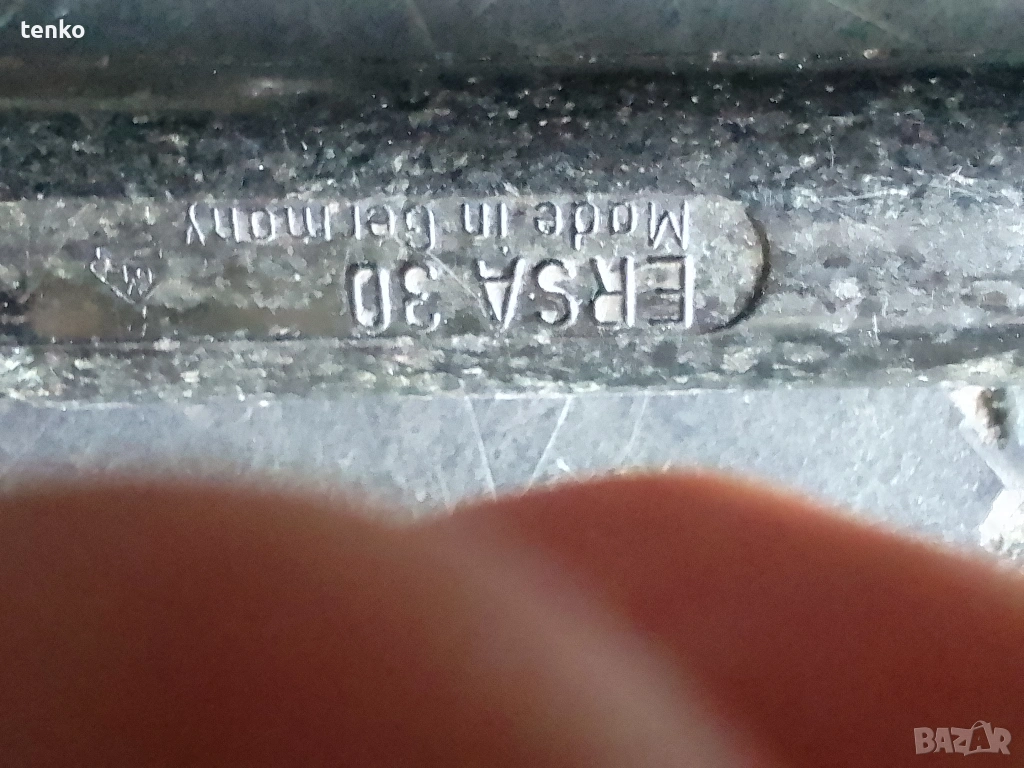 tenko
ERSA 30
Made in Germany
BAZAR